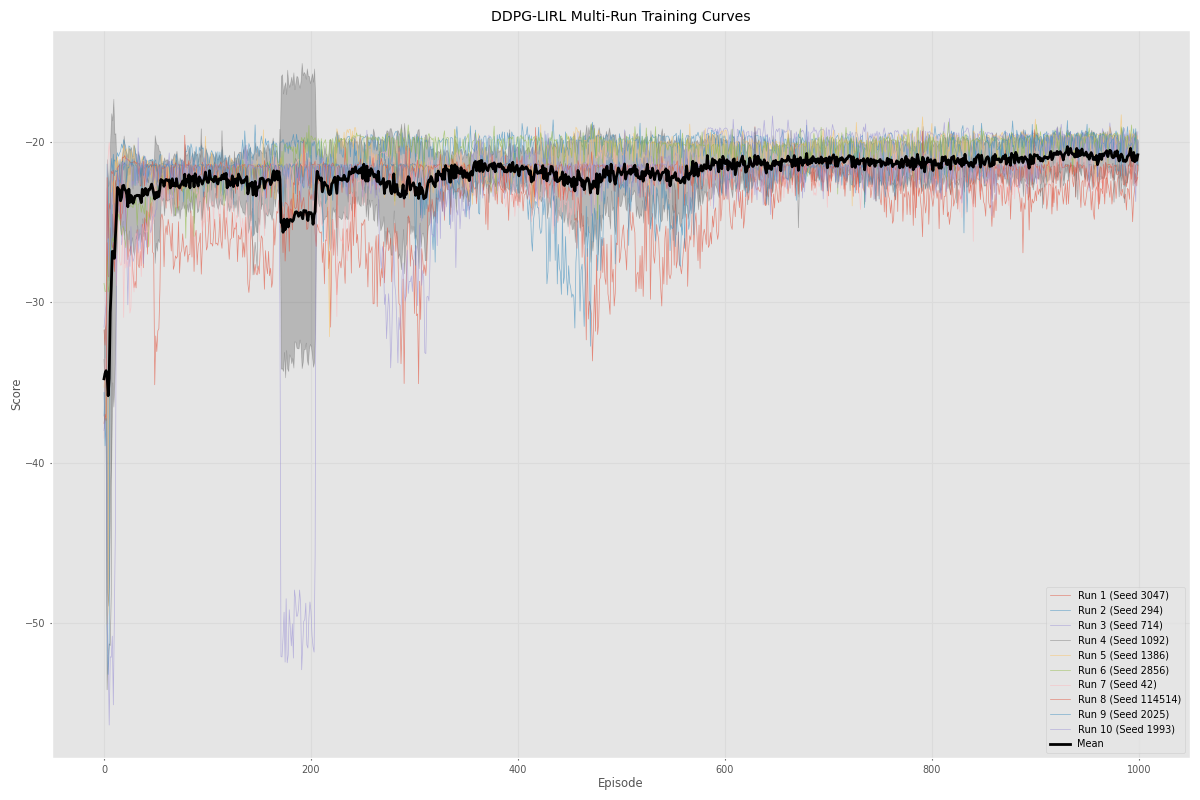 DDPG-LIRL Multi-Run Training Curves
Score
−20
−30
−40
−50
0
200
400
600
800
1000
Episode
Run 1 (Seed 3047)
Run 2 (Seed 294)
Run 3 (Seed 714)
Run 4 (Seed 1092)
Run 5 (Seed 1386)
Run 6 (Seed 2856)
Run 7 (Seed 42)
Run 8 (Seed 114514)
Run 9 (Seed 2025)
Run 10 (Seed 1993)
Mean